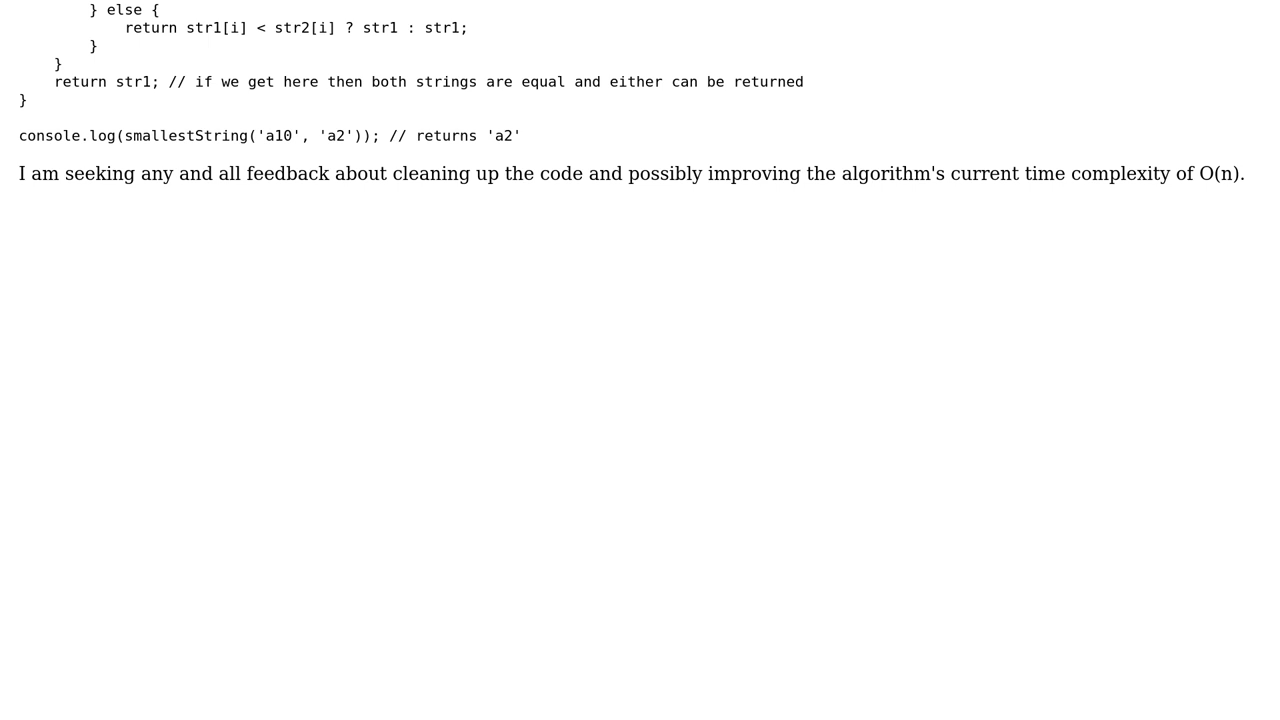 } else {
return str1[i] < str2[i] ? str1 : str1;
}
}
return str1; // if we get here then both strings are equal and either can be returned
}
console.log(smallestString('a10', 'a2')); // returns 'a2'
I am seeking any and all feedback about cleaning up the code and possibly improving the algorithm's current time complexity of O(n).